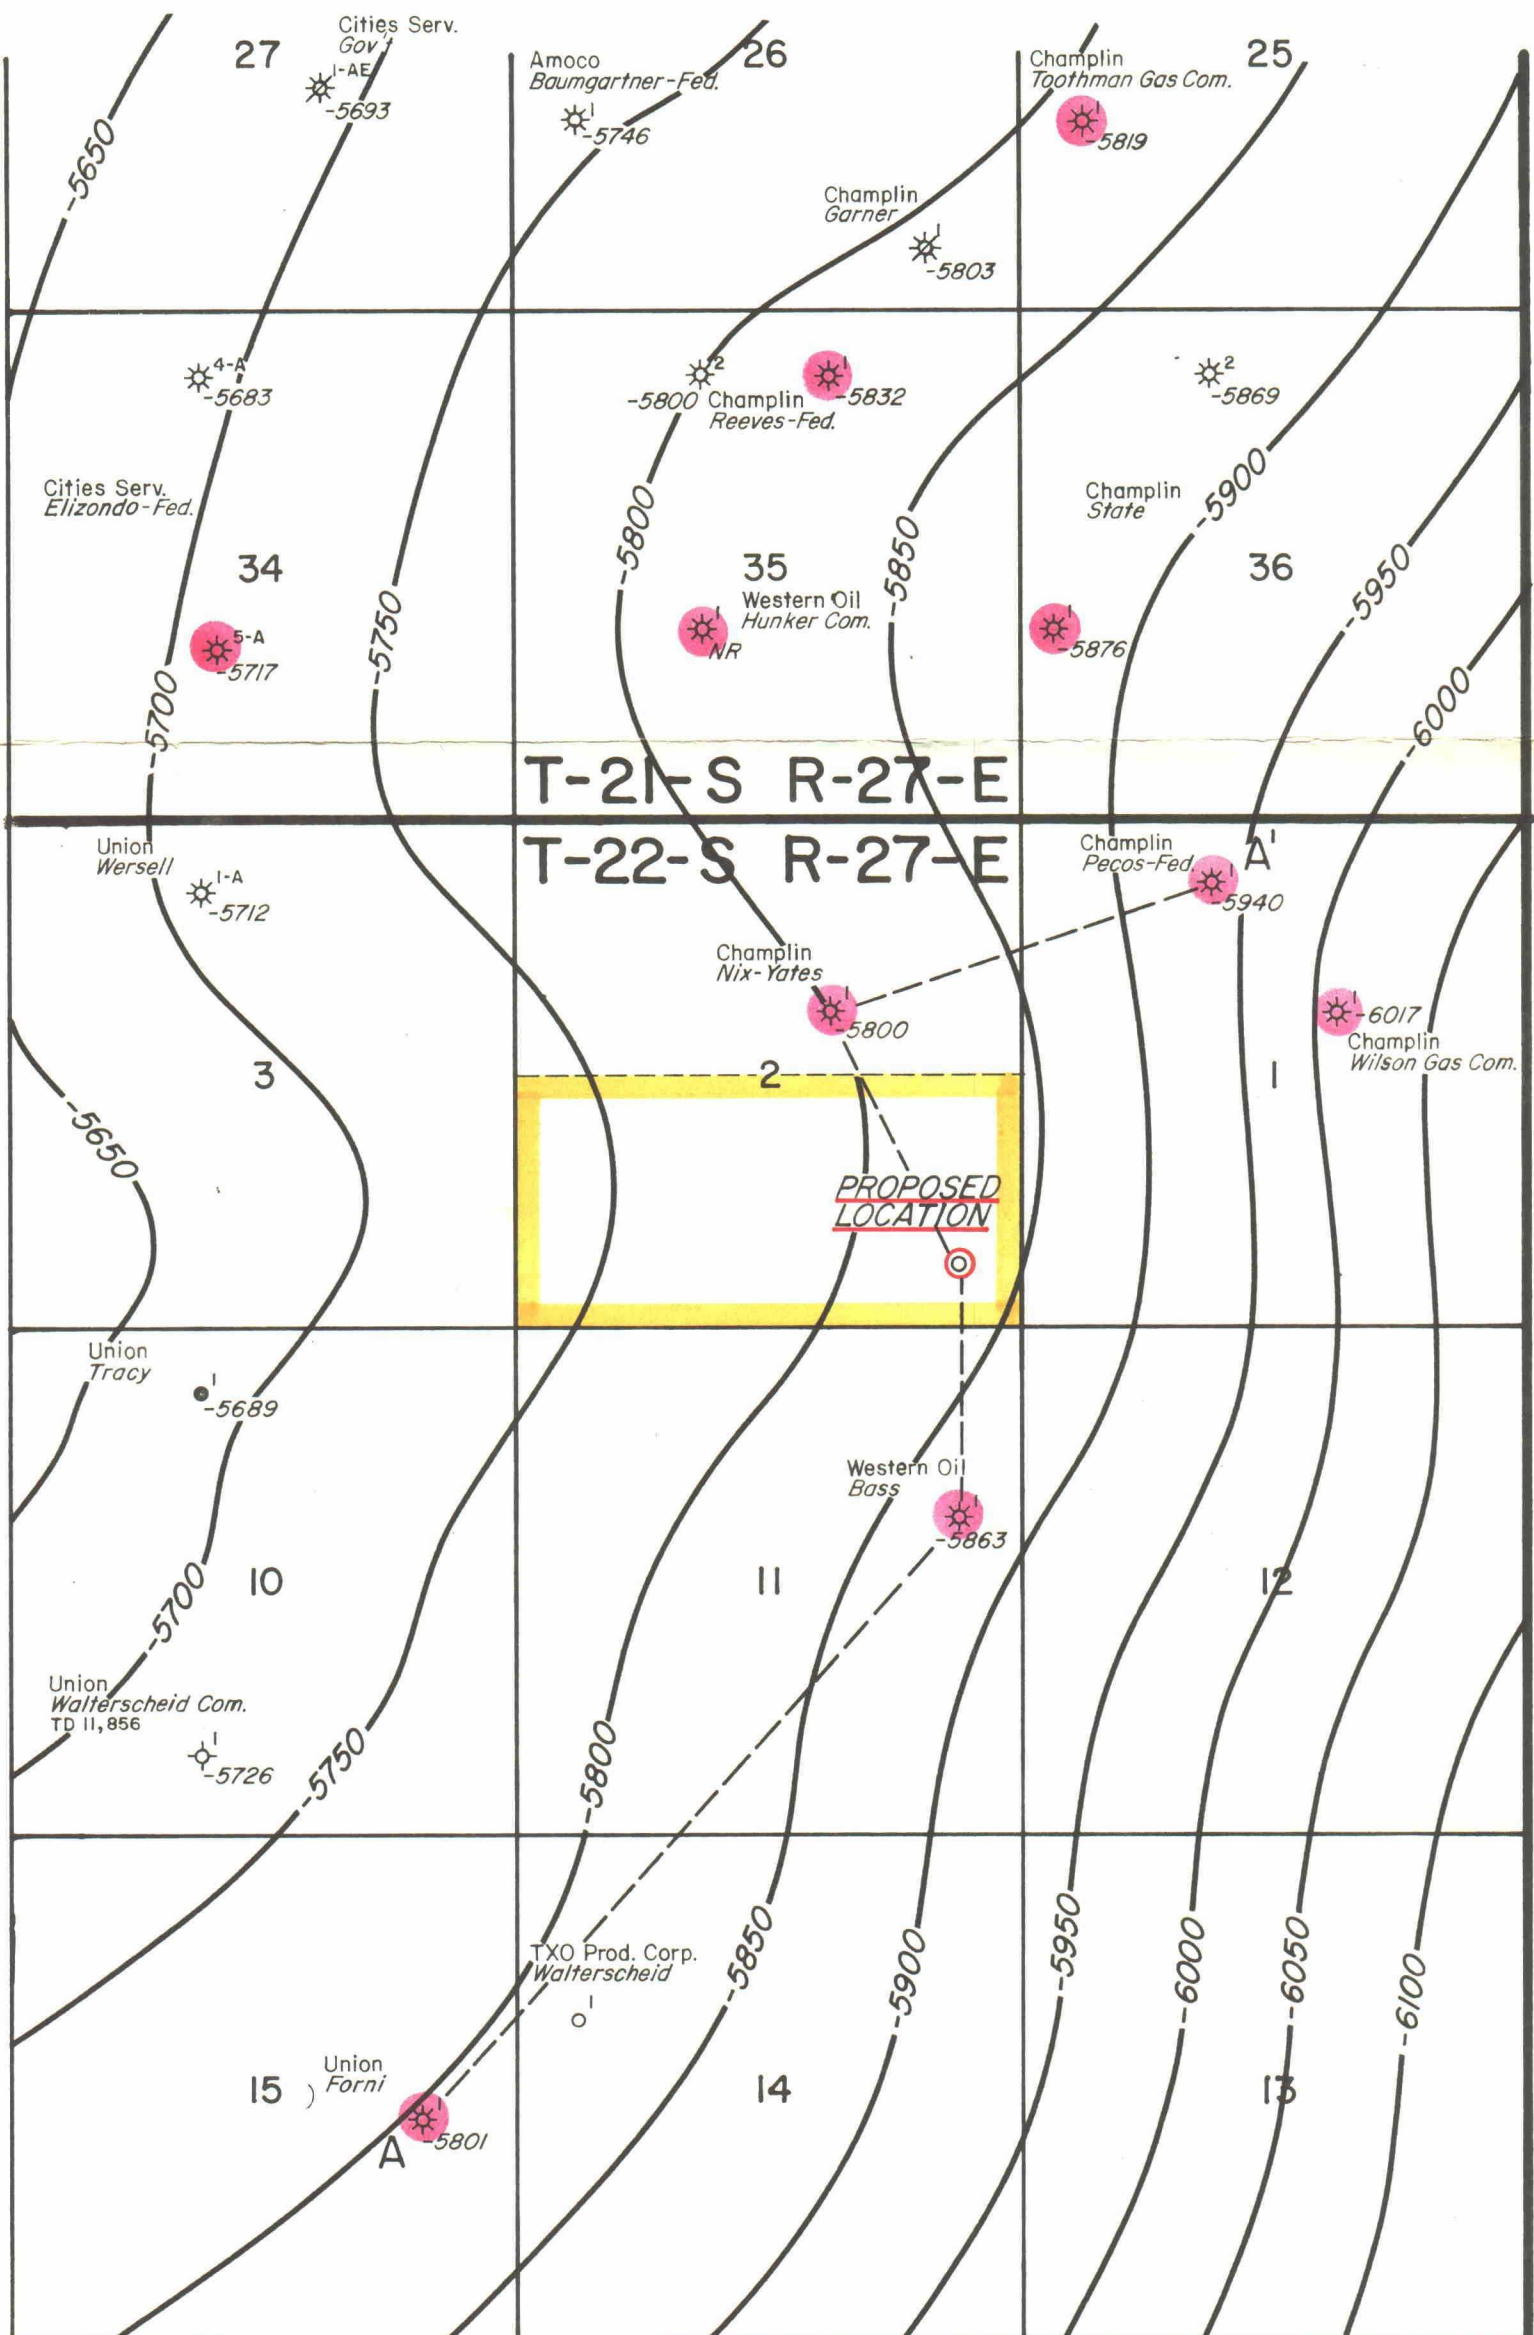 27
Cities Serv.
Gov't
1-AE
-5693
Amoco
Baumgartner-Fed.
1
-5746
26
Champlin
Toothman Gas Com.
1
-5819
25
-5650
Champlin
Garner
1
-5803
4-A
-5683
2
-5800
Champlin
Reeves-Fed.
1
-5832
2
-5869
Cities Serv.
Elizondo-Fed.
-5800
-5850
Champlin
State
-5900
34
35
36
-5750
Western Oil
Hunker Com.
1
NR
-5950
5-A
-5717
1
-5876
-5700
-6000
T-21-S R-27-E
T-22-S R-27-E
Union
Wersell
1-A
-5712
Champlin
Pecos-Fed.
A'
1
-5940
Champlin
Nix-Yates
1
-5800
1
-6017
Champlin
Wilson Gas Com.
3
2
1
-5650
PROPOSED
LOCATION
Union
Tracy
1
-5689
Western Oil
Bass
1
-5863
10
11
12
-5700
Union
Walterscheid Com.
TD 11,856
1
-5726
-5750
-5800
TXO Prod. Corp.
Walterscheid
1
-5850
-5900
-5950
-6000
-6050
-6100
15
Union
Forni
1
-5801
A
14
13